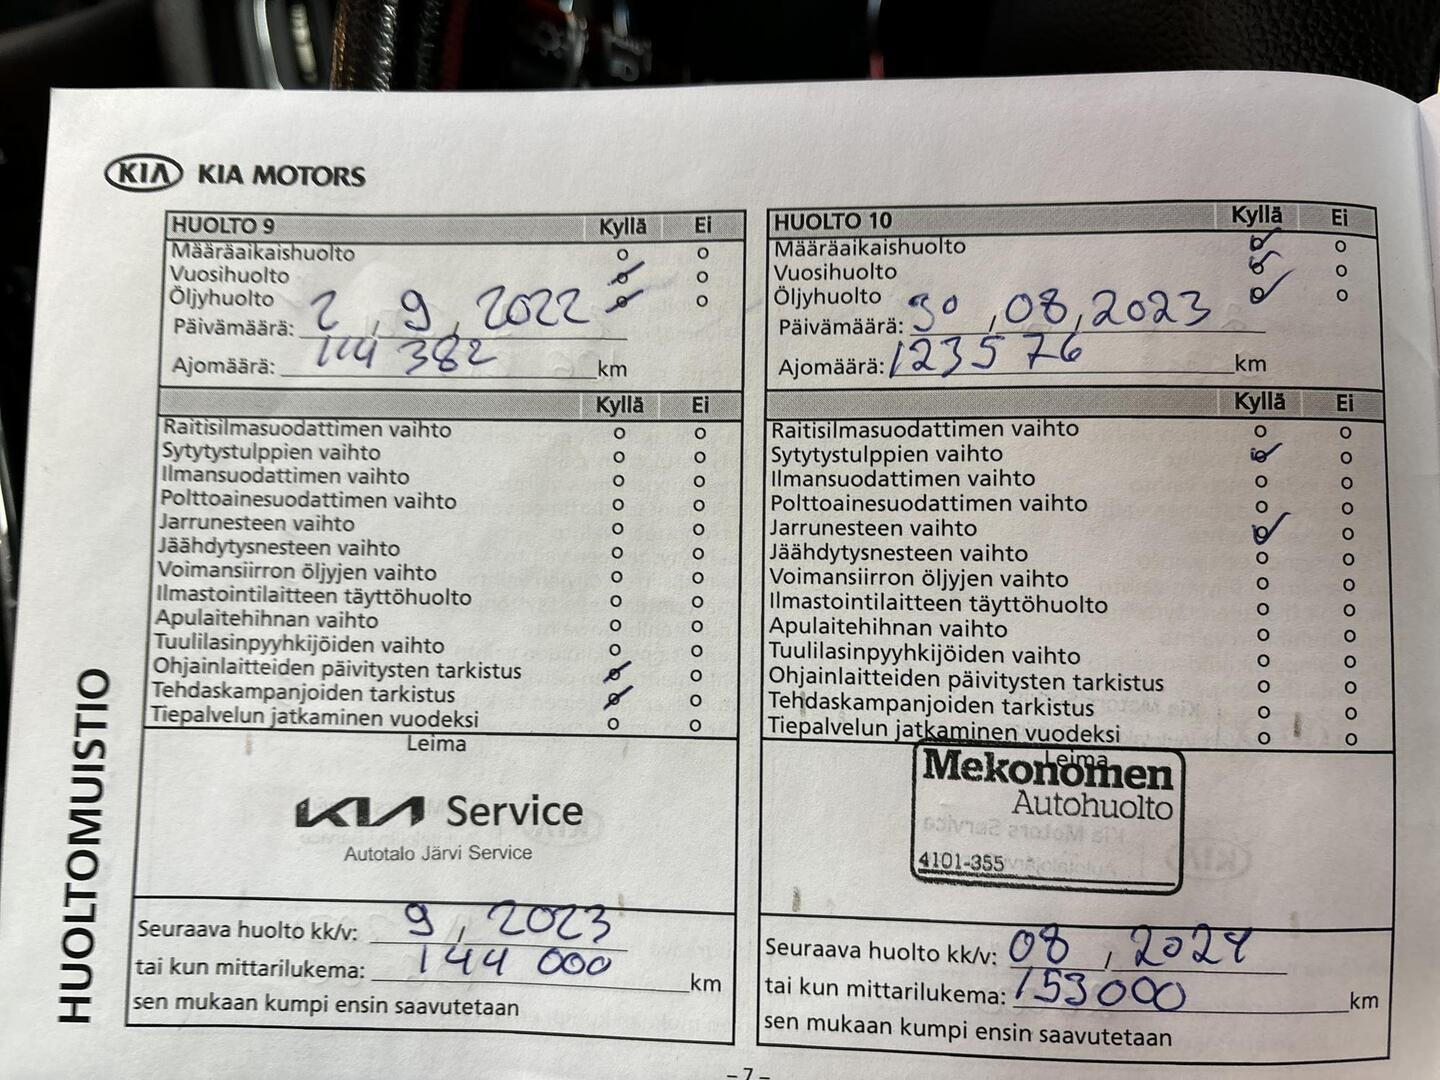 KIA KIA MOTORS
HUOLTOMUISTIO
HUOLTO 9 Kyllä Ei
Määräaikaishuolto o o
Vuosihuolto o o
Öljyhuolto o o
Päivämäärä: 2, 9, 2022
Ajomäärä: 114 382 km
Kyllä Ei
Raitisilmasuodattimen vaihto o o
Sytytystulppien vaihto o o
Ilmansuodattimen vaihto o o
Polttoainesuodattimen vaihto o o
Jarrunesteen vaihto o o
Jäähdytysnesteen vaihto o o
Voimansiirron öljyjen vaihto o o
Ilmastointilaitteen täyttöhuolto o o
Apulaitehihnan vaihto o o
Tuulilasinpyyhkijöiden vaihto o o
Ohjainlaitteiden päivitysten tarkistus o o
Tehdaskampanjoiden tarkistus o o
Tiepalvelun jatkaminen vuodeksi o o
Leima
KIA Service
Autotalo Järvi Service
Seuraava huolto kk/v: 9, 2023
tai kun mittarilukema: 144 000 km
sen mukaan kumpi ensin saavutetaan
HUOLTO 10 Kyllä Ei
Määräaikaishuolto o o
Vuosihuolto o o
Öljyhuolto o o
Päivämäärä: 30, 08, 2023
Ajomäärä: 123576 km
Kyllä Ei
Raitisilmasuodattimen vaihto o o
Sytytystulppien vaihto o o
Ilmansuodattimen vaihto o o
Polttoainesuodattimen vaihto o o
Jarrunesteen vaihto o o
Jäähdytysnesteen vaihto o o
Voimansiirron öljyjen vaihto o o
Ilmastointilaitteen täyttöhuolto o o
Apulaitehihnan vaihto o o
Tuulilasinpyyhkijöiden vaihto o o
Ohjainlaitteiden päivitysten tarkistus o o
Tehdaskampanjoiden tarkistus o o
Tiepalvelun jatkaminen vuodeksi o o
Leima
Mekonomen
Autohuolto
4101-355
Seuraava huolto kk/v: 08, 2024
tai kun mittarilukema: 153000 km
sen mukaan kumpi ensin saavutetaan
- 7 -